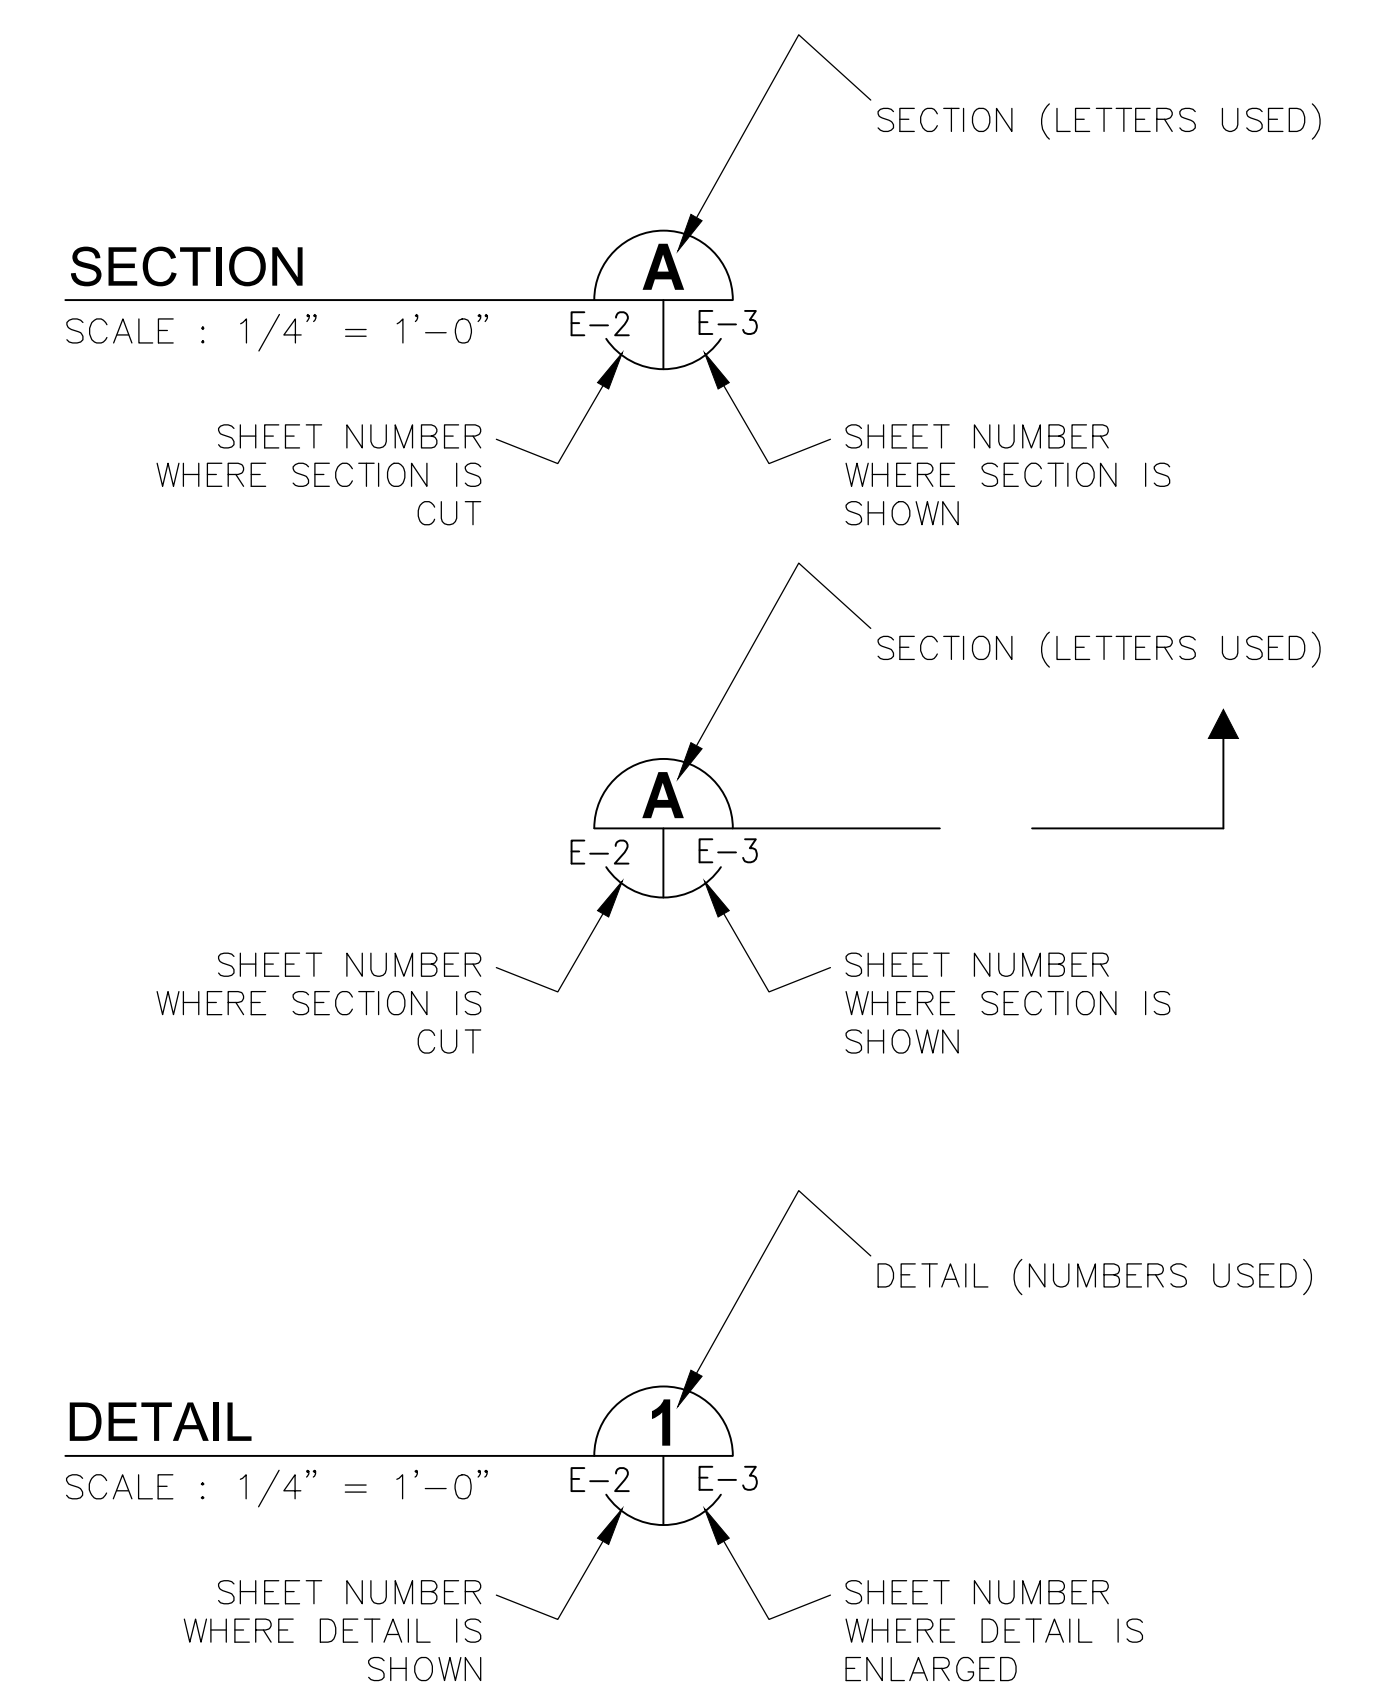 SECTION (LETTERS USED)
SECTION
A
SCALE : 1/4” = 1’–0”
E–2
E–3
SHEET NUMBER
WHERE SECTION IS
CUT
SHEET NUMBER
WHERE SECTION IS
SHOWN
SECTION (LETTERS USED)
A
E–2
E–3
SHEET NUMBER
WHERE SECTION IS
CUT
SHEET NUMBER
WHERE SECTION IS
SHOWN
DETAIL (NUMBERS USED)
DETAIL
1
SCALE : 1/4” = 1’–0”
E–2
E–3
SHEET NUMBER
WHERE DETAIL IS
SHOWN
SHEET NUMBER
WHERE DETAIL IS
ENLARGED